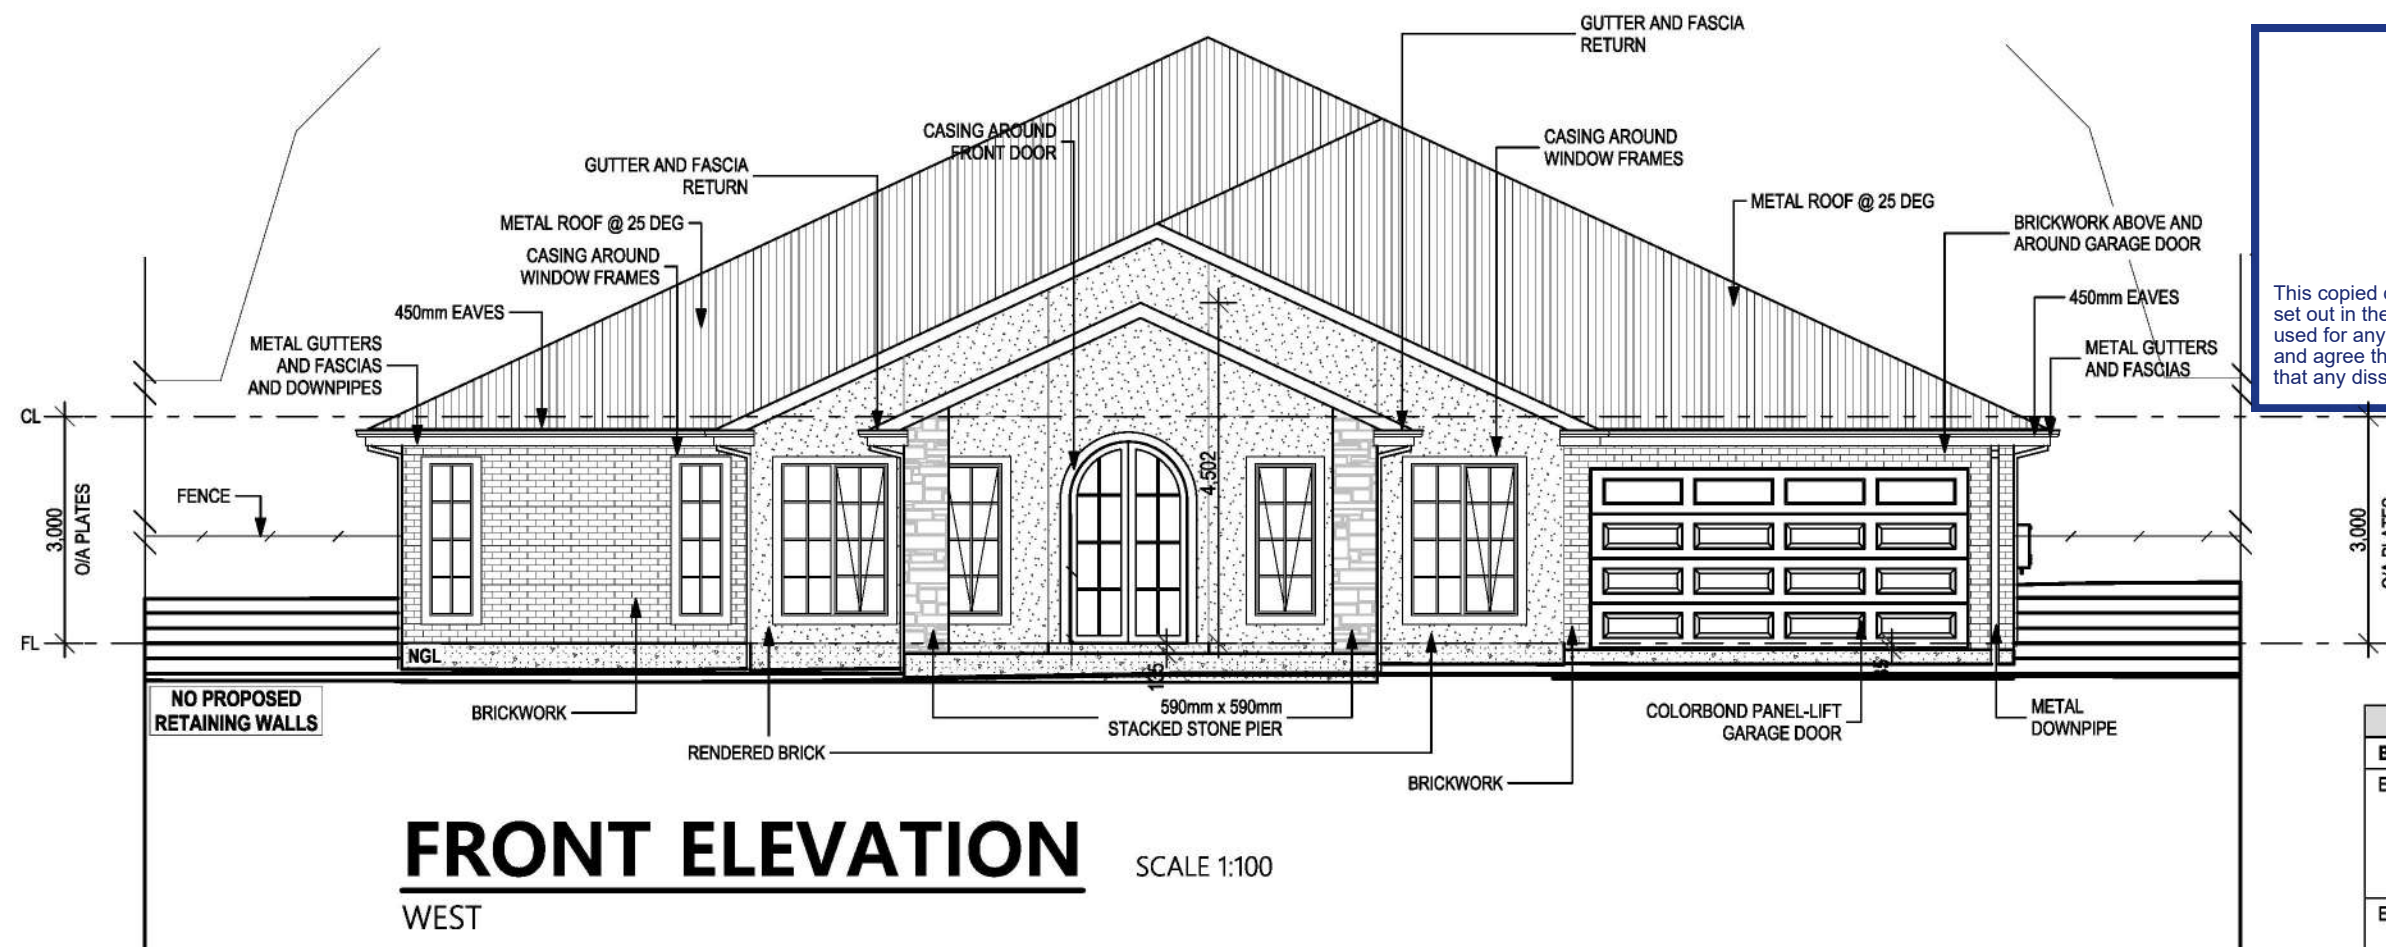 GUTTER AND FASCIA
RETURN
CASING AROUND
FRONT DOOR
CASING AROUND
WINDOW FRAMES
GUTTER AND FASCIA
RETURN
METAL ROOF @ 25 DEG
METAL ROOF @ 25 DEG
BRICKWORK ABOVE AND
AROUND GARAGE DOOR
CASING AROUND
WINDOW FRAMES
450mm EAVES
450mm EAVES
This copied
set out in the
used for any
and agree
that any
METAL GUTTERS
AND FASCIAS
AND DOWNPIPES
METAL GUTTERS
AND FASCIAS
CL
4.502
FENCE
3,000
O/A PLATES
3,000
FL
NGL
NO PROPOSED
RETAINING WALLS
BRICKWORK
590mm x 590mm
STACKED STONE PIER
COLORBOND PANEL-LIFT
GARAGE DOOR
METAL
DOWNPIPE
RENDERED BRICK
BRICKWORK
FRONT ELEVATION
SCALE 1:100
WEST